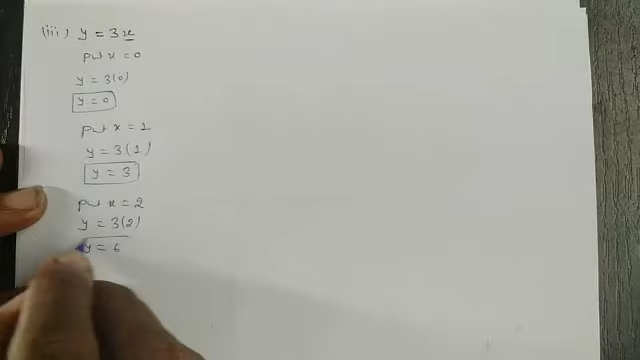 (iii) y = 3x
put x = 0
y = 3(0)
y = 0
put x = 1
y = 3(1)
y = 3
put x = 2
y = 3(2)
y = 6